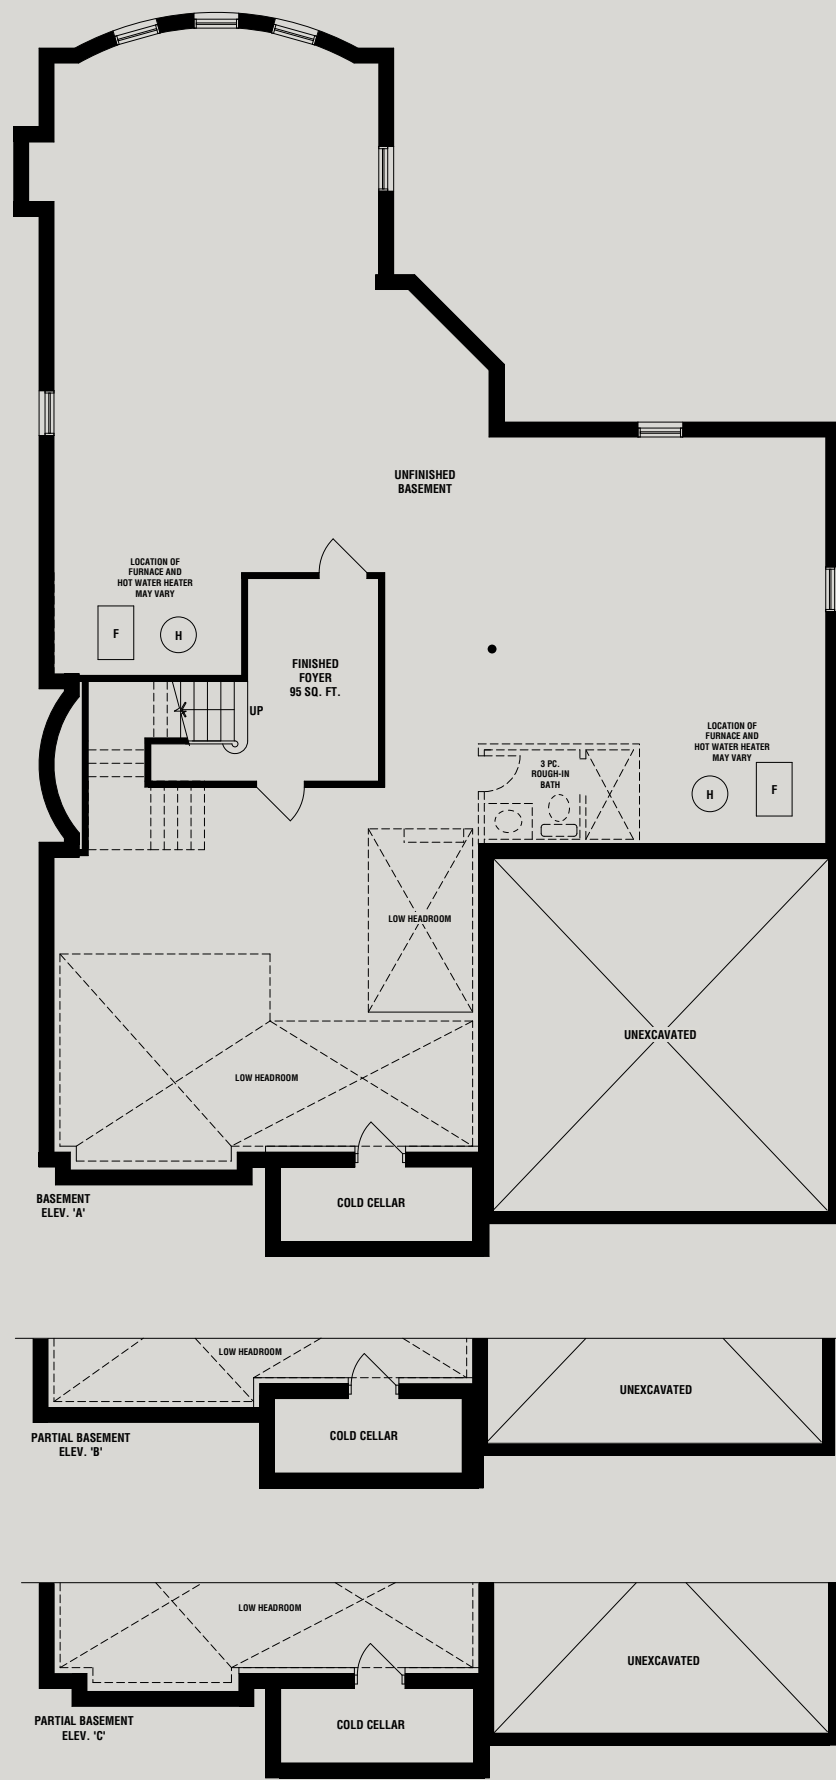 UNFINISHED
BASEMENT
LOCATION OF
FURNACE AND
HOT WATER HEATER
MAY VARY
F
H
FINISHED
FOYER
95 SQ. FT.
UP
LOCATION OF
FURNACE AND
HOT WATER HEATER
MAY VARY
H
F
3 PC.
ROUGH-IN
BATH
LOW HEADROOM
UNEXCAVATED
LOW HEADROOM
COLD CELLAR
BASEMENT
ELEV. 'A'
LOW HEADROOM
UNEXCAVATED
COLD CELLAR
PARTIAL BASEMENT
ELEV. 'B'
LOW HEADROOM
UNEXCAVATED
COLD CELLAR
PARTIAL BASEMENT
ELEV. 'C'